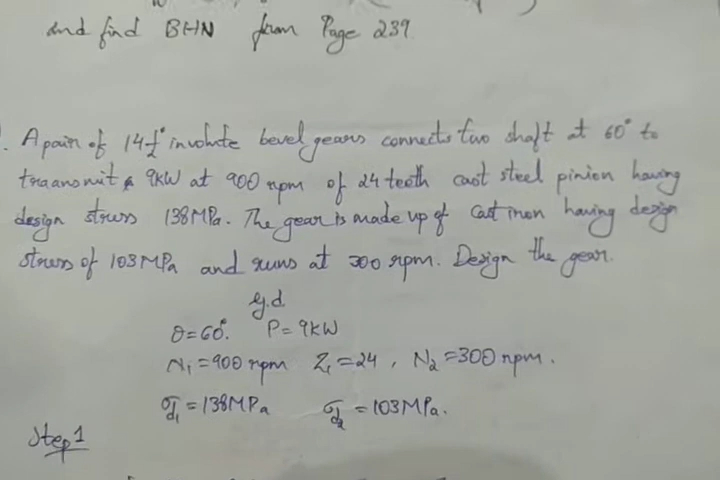 and find BHN from Page 239
A pair of 14½° involute bevel gears connects two shaft at 60° to
traansmit 9KW at 900 rpm of 24 teeth cast steel pinion having
design stress 138MPa. The gear is made up of Cast iron having design
stress of 103MPa and runs at 300 rpm. Design the gear.
θ=60°. P=9KW
N₁=900 rpm Z₁=24, N₂=300 rpm.
σd₁=138MPa σd₂=103MPa.
Step 1